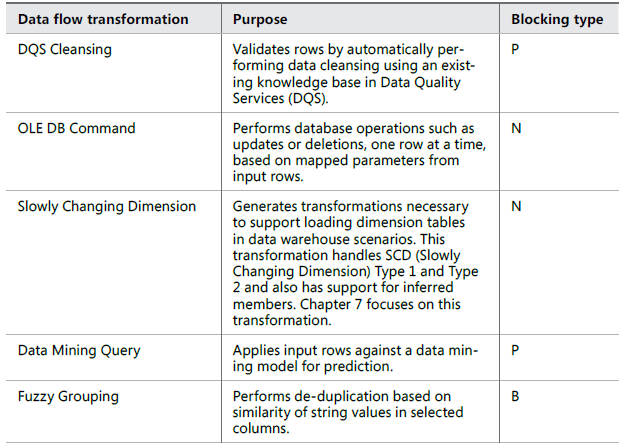 Data flow transformation Purpose Blocking type
DQS Cleansing Validates rows by automatically per- P
forming data cleansing using an exist-
ing knowledge base in Data Quality
Services (DQS).
OLE DB Command Performs database operations such as N
updates or deletions, one row at a time,
based on mapped parameters from
input rows.
Slowly Changing Dimension Generates transformations necessary N
to support loading dimension tables
in data warehouse scenarios. This
transformation handles SCD (Slowly
Changing Dimension) Type 1 and Type
2 and also has support for inferred
members. Chapter 7 focuses on this
transformation.
Data Mining Query Applies input rows against a data min- P
ing model for prediction.
Fuzzy Grouping Performs de-duplication based on B
similarity of string values in selected
columns.